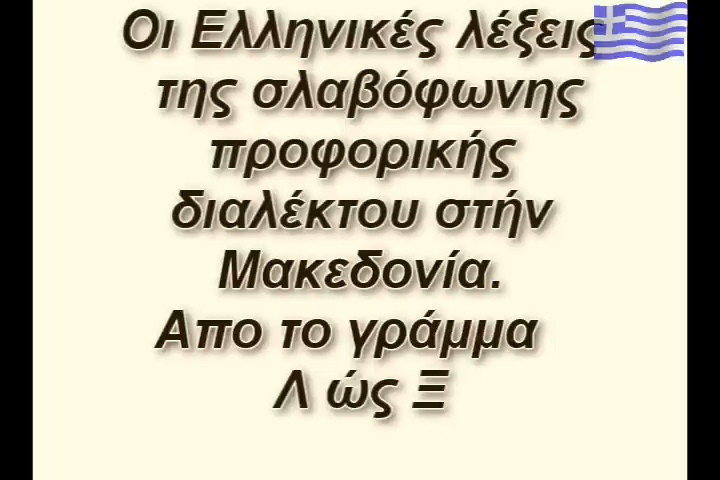 Οι Ελληνικές λέξεις
της σλαβόφωνης
προφορικής
διαλέκτου στήν
Μακεδονία.
Απο το γράμμα
Λ ώς Ξ